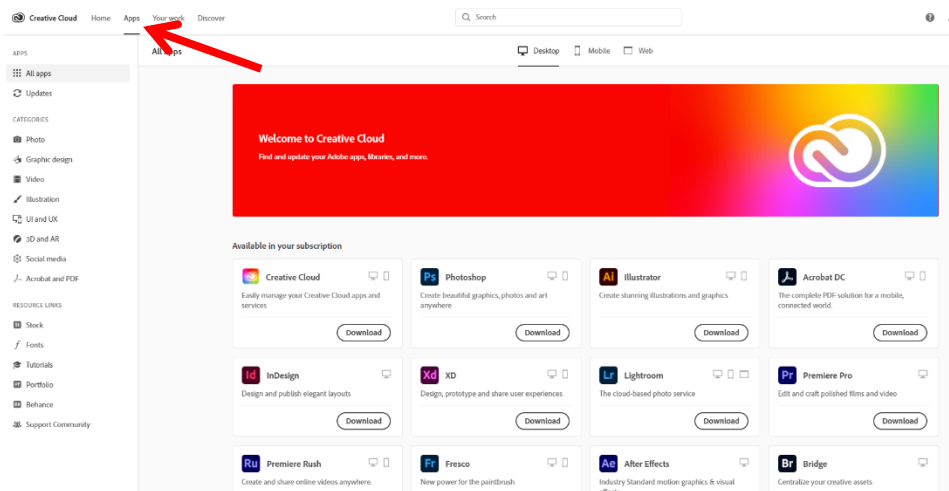 Creative Cloud Home Apps Your work Discover
Search
APPS
All apps
Updates
CATEGORIES
Photo
Graphic design
Video
Illustration
UI and UX
3D and AR
Social media
Acrobat and PDF
RESOURCE LINKS
Stock
Fonts
Tutorials
Portfolio
Behance
Support Community
All apps
Desktop Mobile Web
Welcome to Creative Cloud
Find and update your Adobe apps, libraries, and more.
Available in your subscription
Creative Cloud
Easily manage your Creative Cloud apps and
services
Download
Ps Photoshop
Create beautiful graphics, photos and art
anywhere
Download
Ai Illustrator
Create stunning illustrations and graphics
Download
Acrobat DC
The complete PDF solution for a mobile,
connected world.
Download
Id InDesign
Design and publish elegant layouts
Download
Xd XD
Design, prototype and share user experiences
Download
Lr Lightroom
The cloud-based photo service
Download
Pr Premiere Pro
Edit and craft polished films and video
Download
Ru Premiere Rush
Create and share online videos anywhere.
Fr Fresco
New power for the paintbrush
Ae After Effects
Industry Standard motion graphics & visual
effects
Br Bridge
Centralize your creative assets